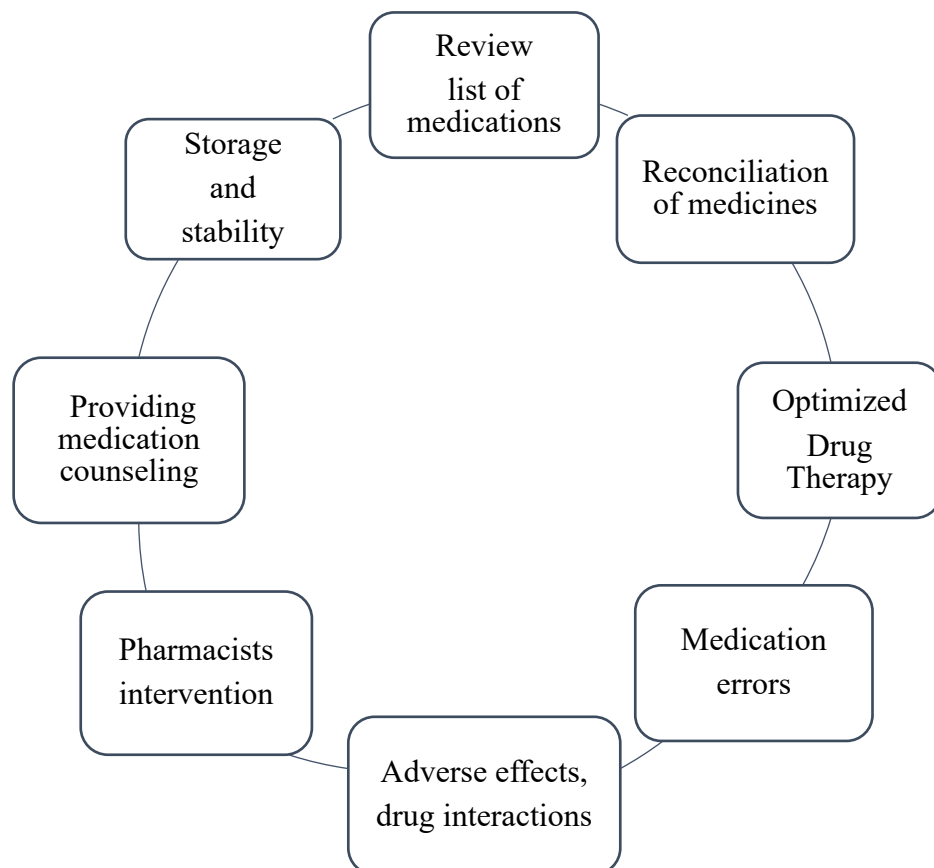 Review
list of
medications
Reconciliation
of medicines
Optimized
Drug
Therapy
Medication
errors
Adverse effects,
drug interactions
Pharmacists
intervention
Providing
medication
counseling
Storage
and
stability